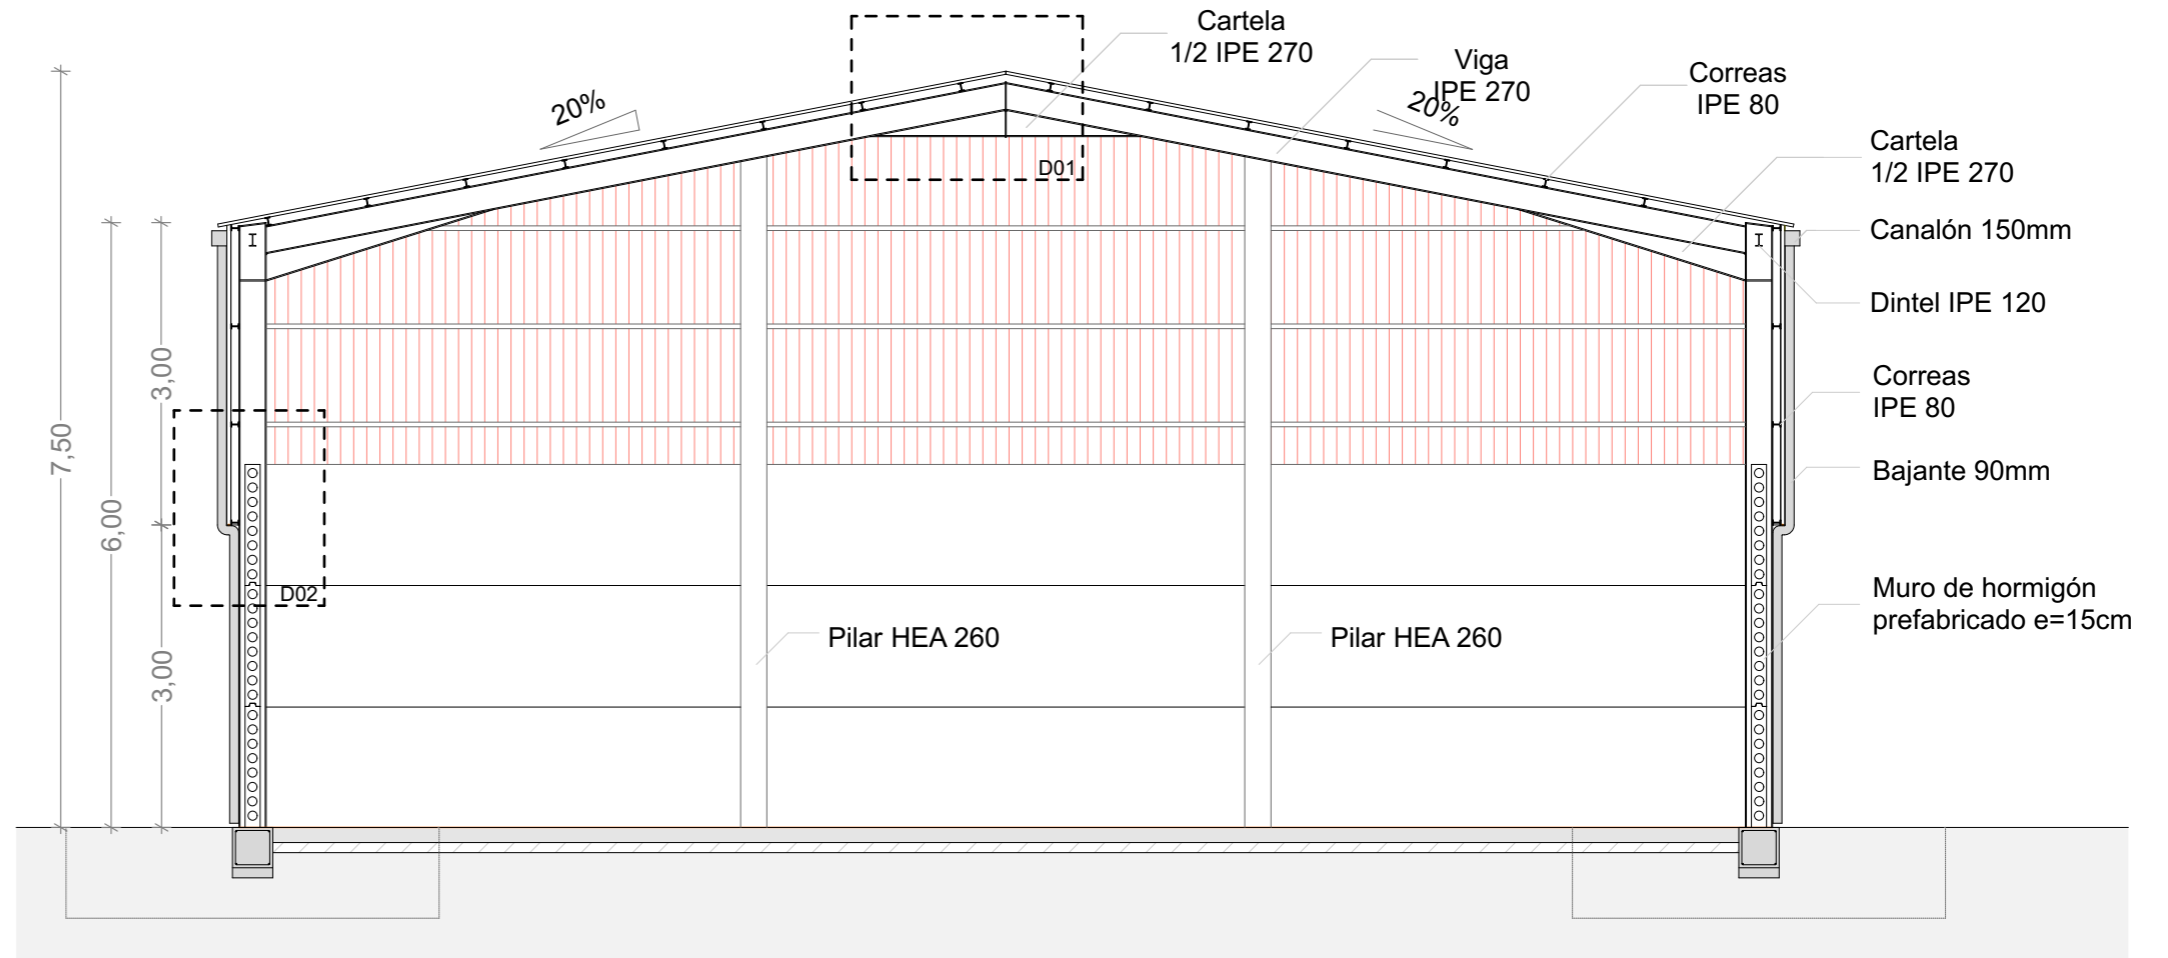 Cartela
1/2 IPE 270
Viga
IPE 270
Correas
IPE 80
20%
20%
Cartela
1/2 IPE 270
D01
Canalón 150mm
Dintel IPE 120
3,00
Correas
IPE 80
7,50
6,00
Bajante 90mm
D02
Muro de hormigón
prefabricado e=15cm
Pilar HEA 260
Pilar HEA 260
3,00